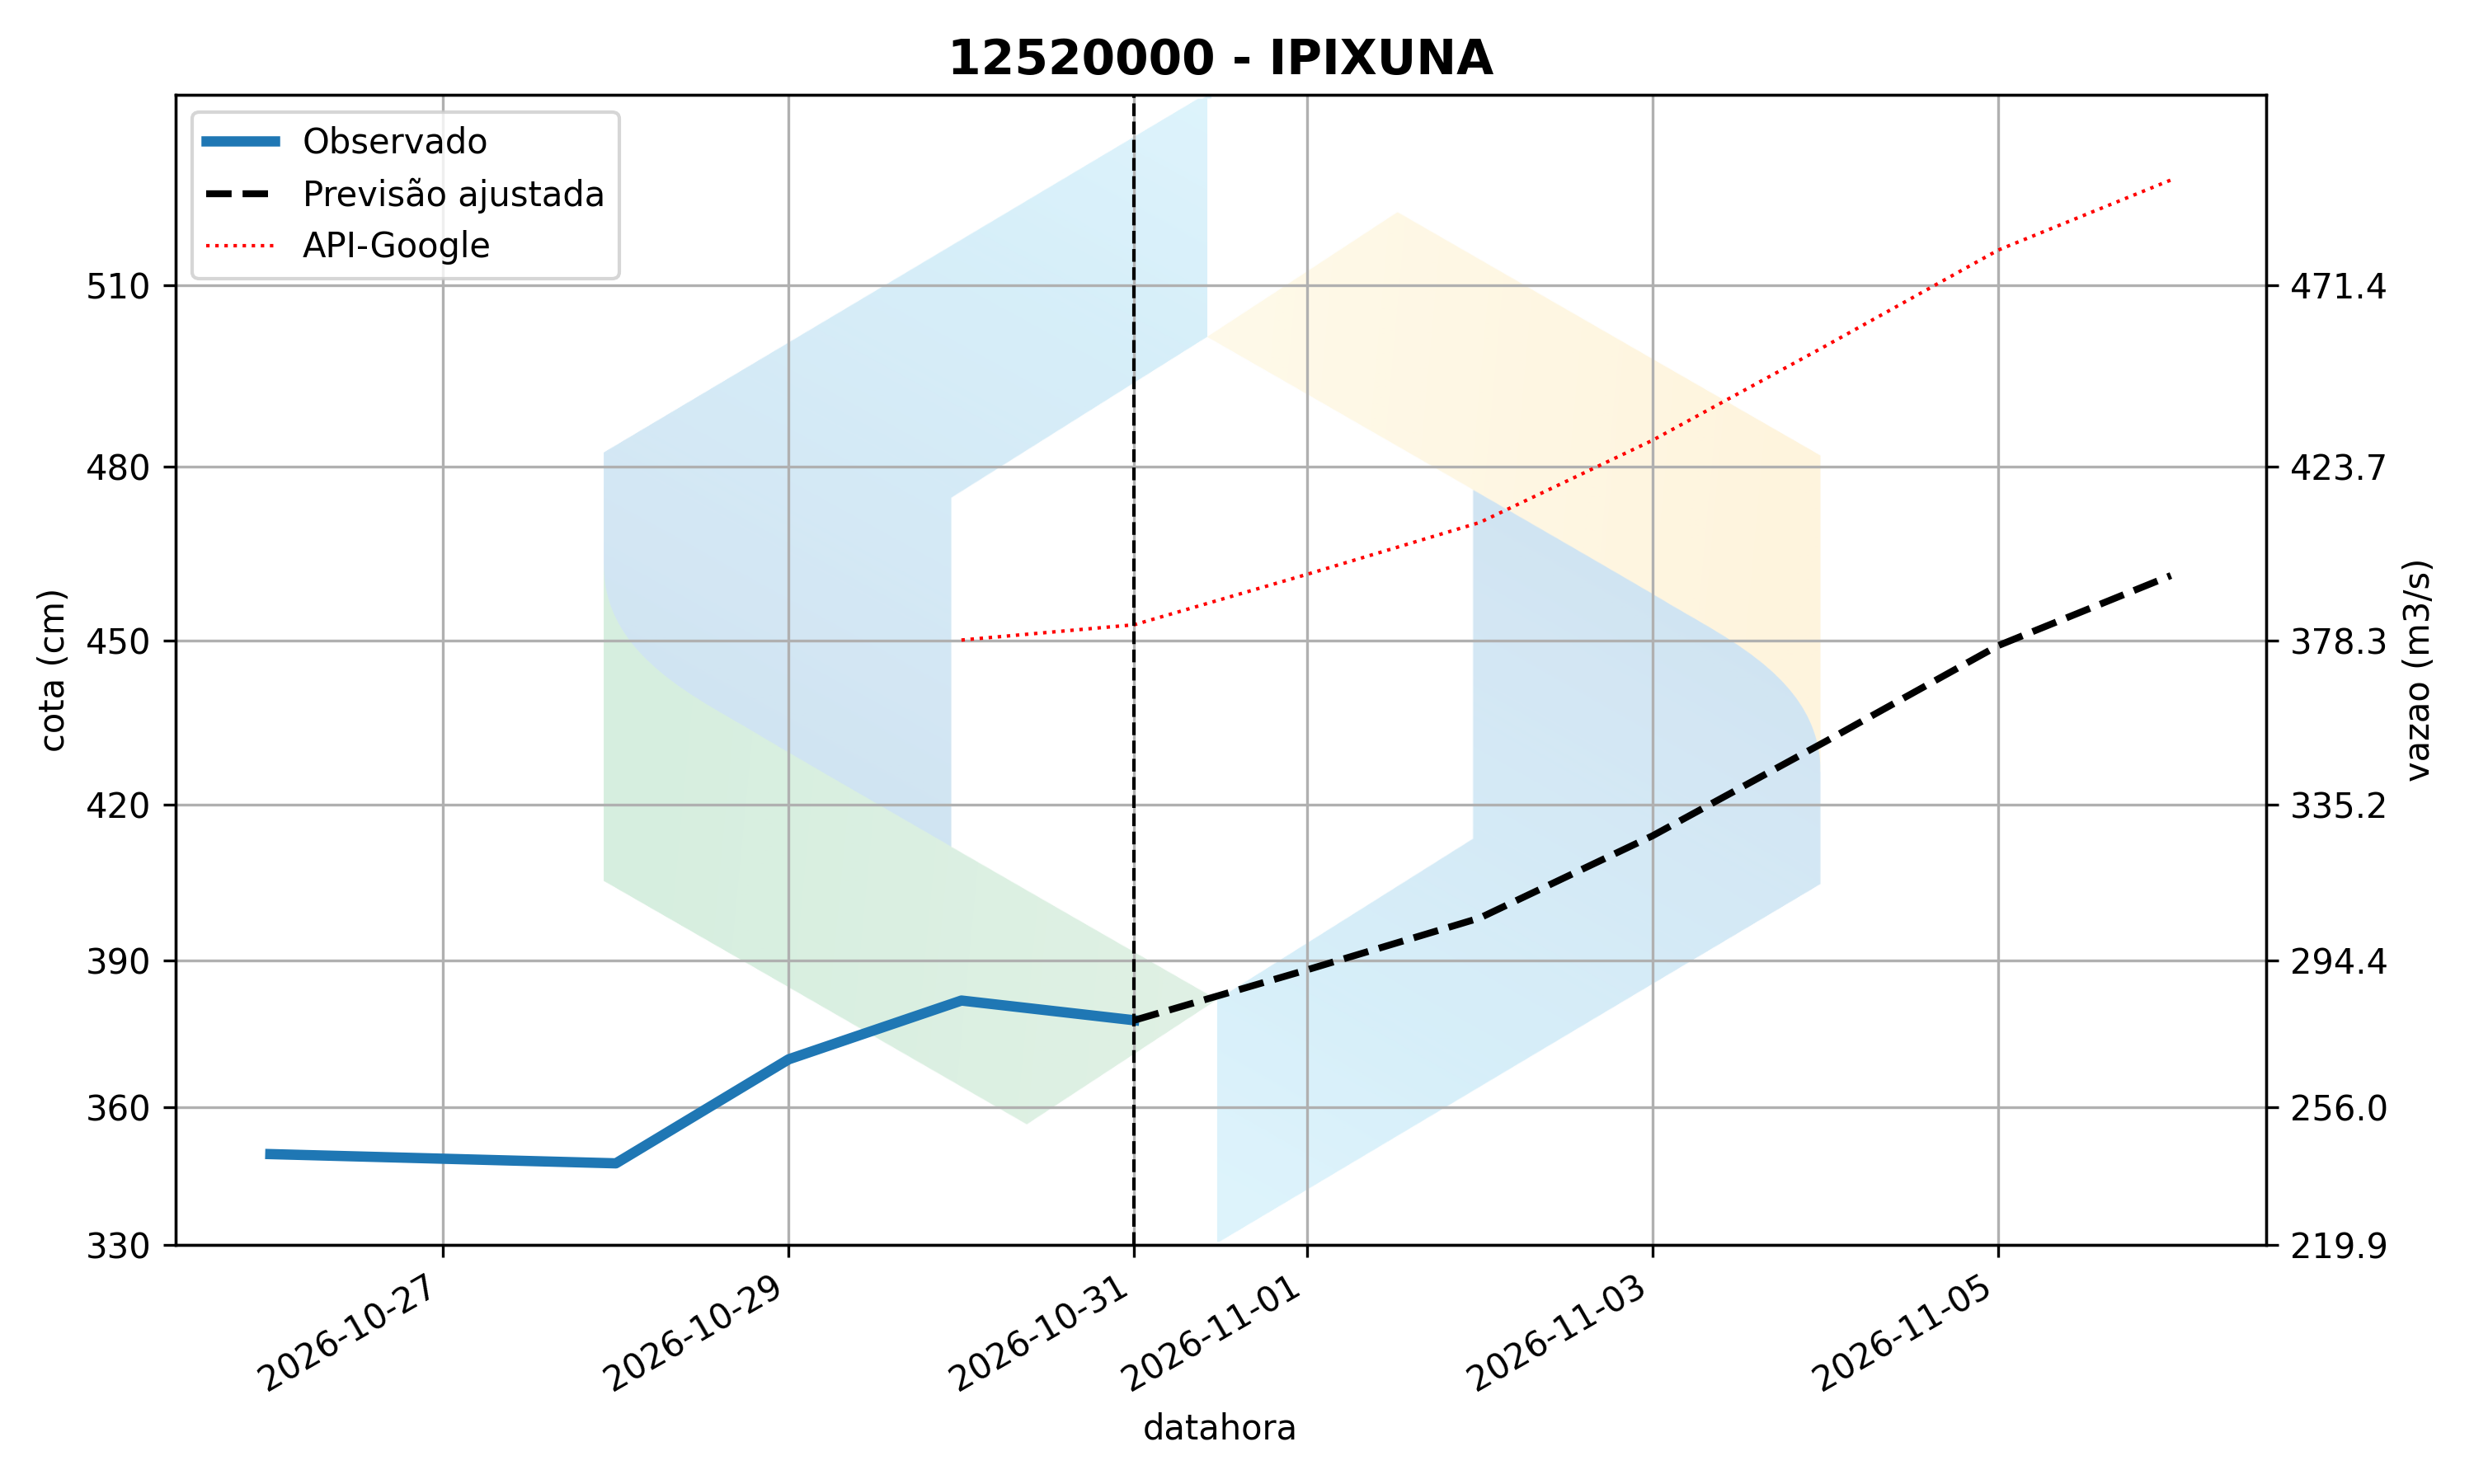 12520000 - IPIXUNA
Observado
Previsão ajustada
API-Google
510
480
450
420
390
360
330
cota (cm)
471.4
423.7
378.3
335.2
294.4
256.0
219.9
vazao (m3/s)
2026-10-27
2026-10-29
2026-10-31
2026-11-01
2026-11-03
2026-11-05
datahora